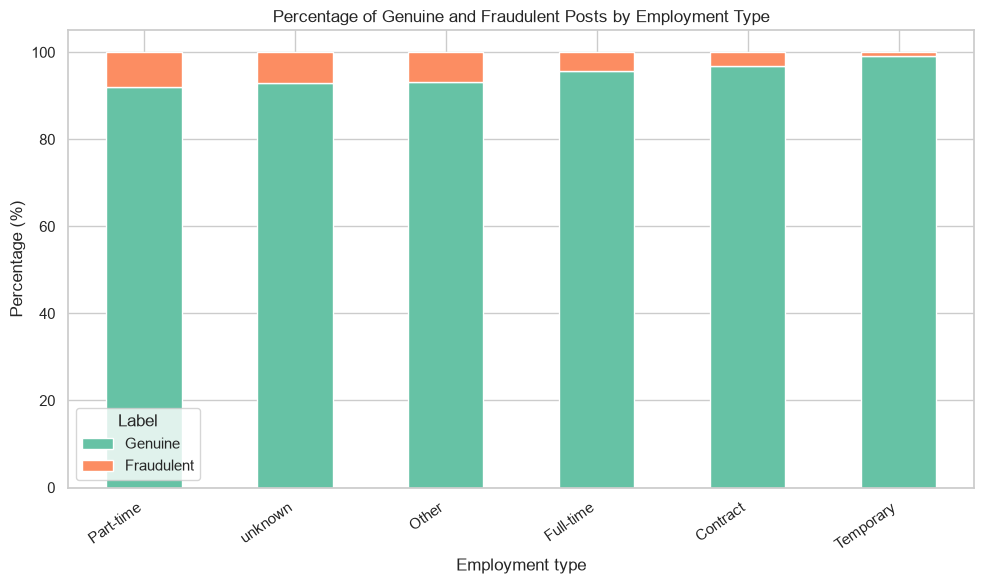 Percentage of Genuine and Fraudulent Posts by Employment Type
Percentage (%)
100
80
60
40
20
0
Label
Genuine
Fraudulent
Part-time
unknown
Other
Full-time
Contract
Temporary
Employment type